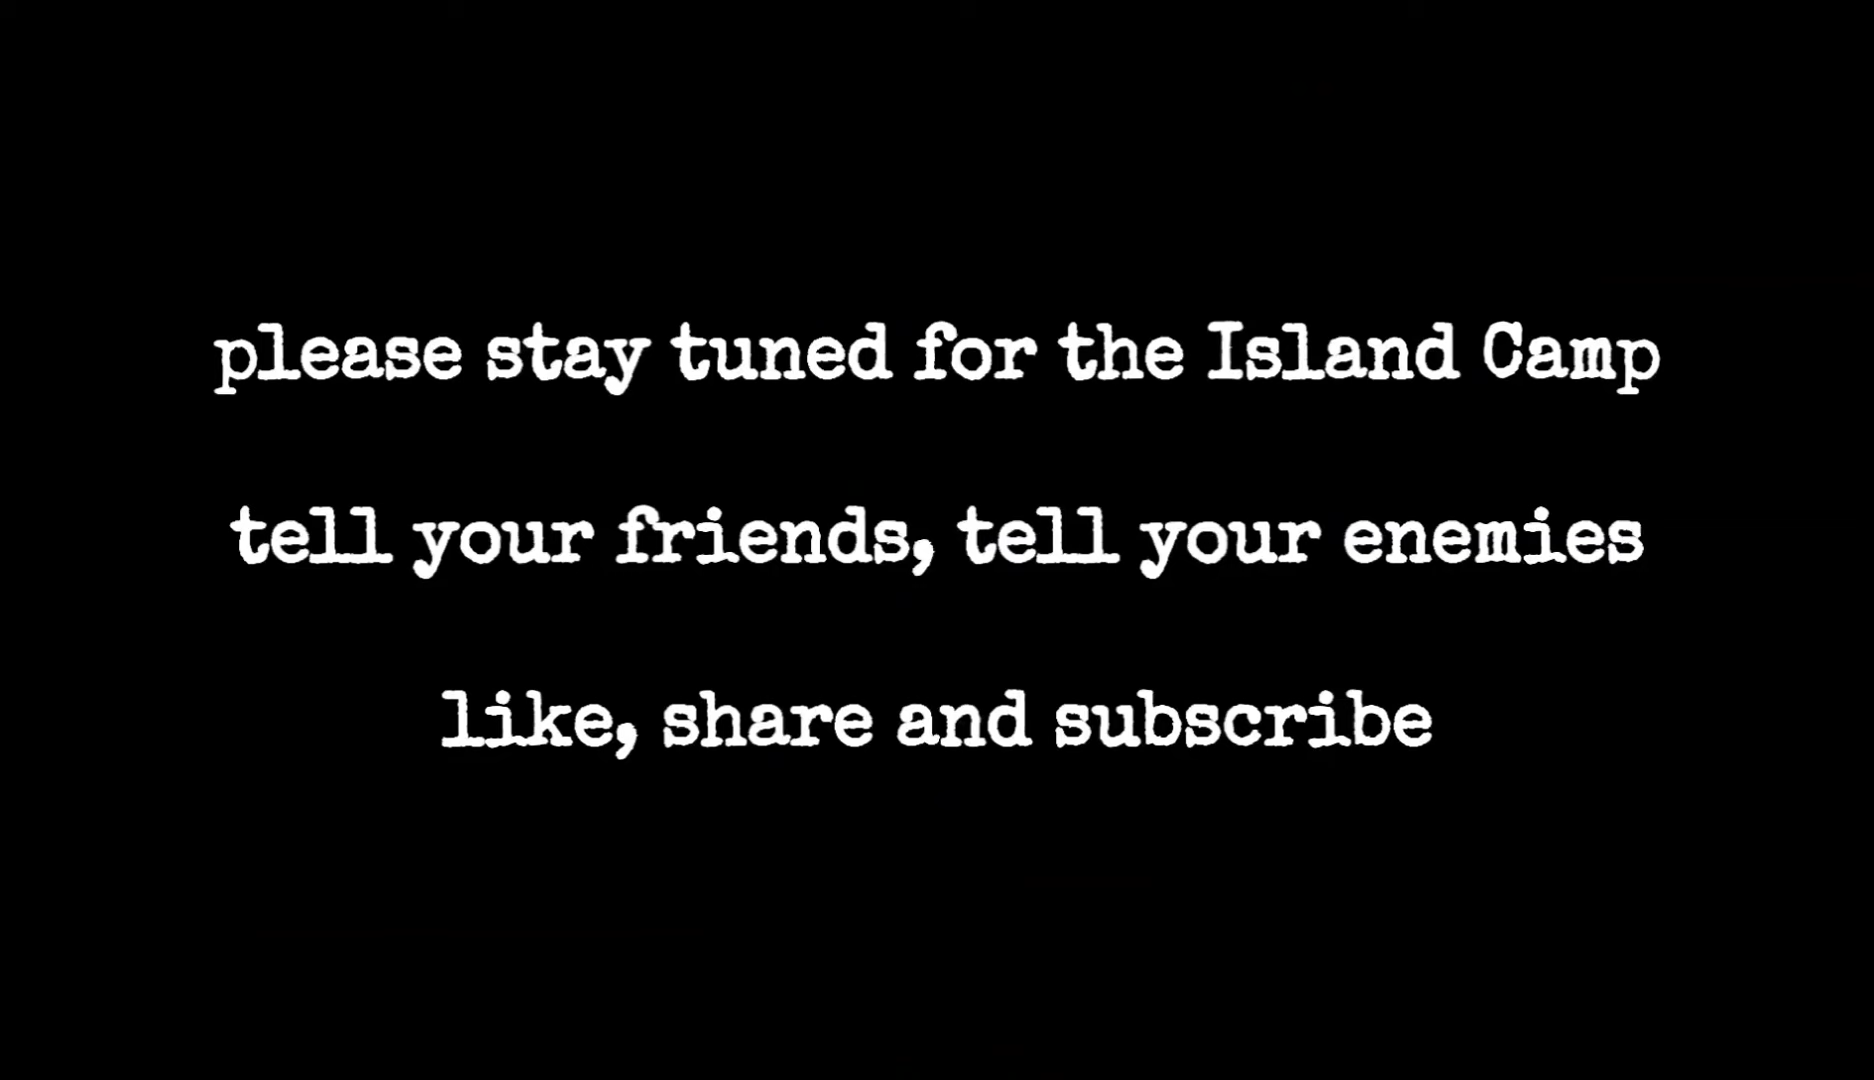 please stay tuned for the Island Camp
tell your friends, tell your enemies
like, share and subscribe